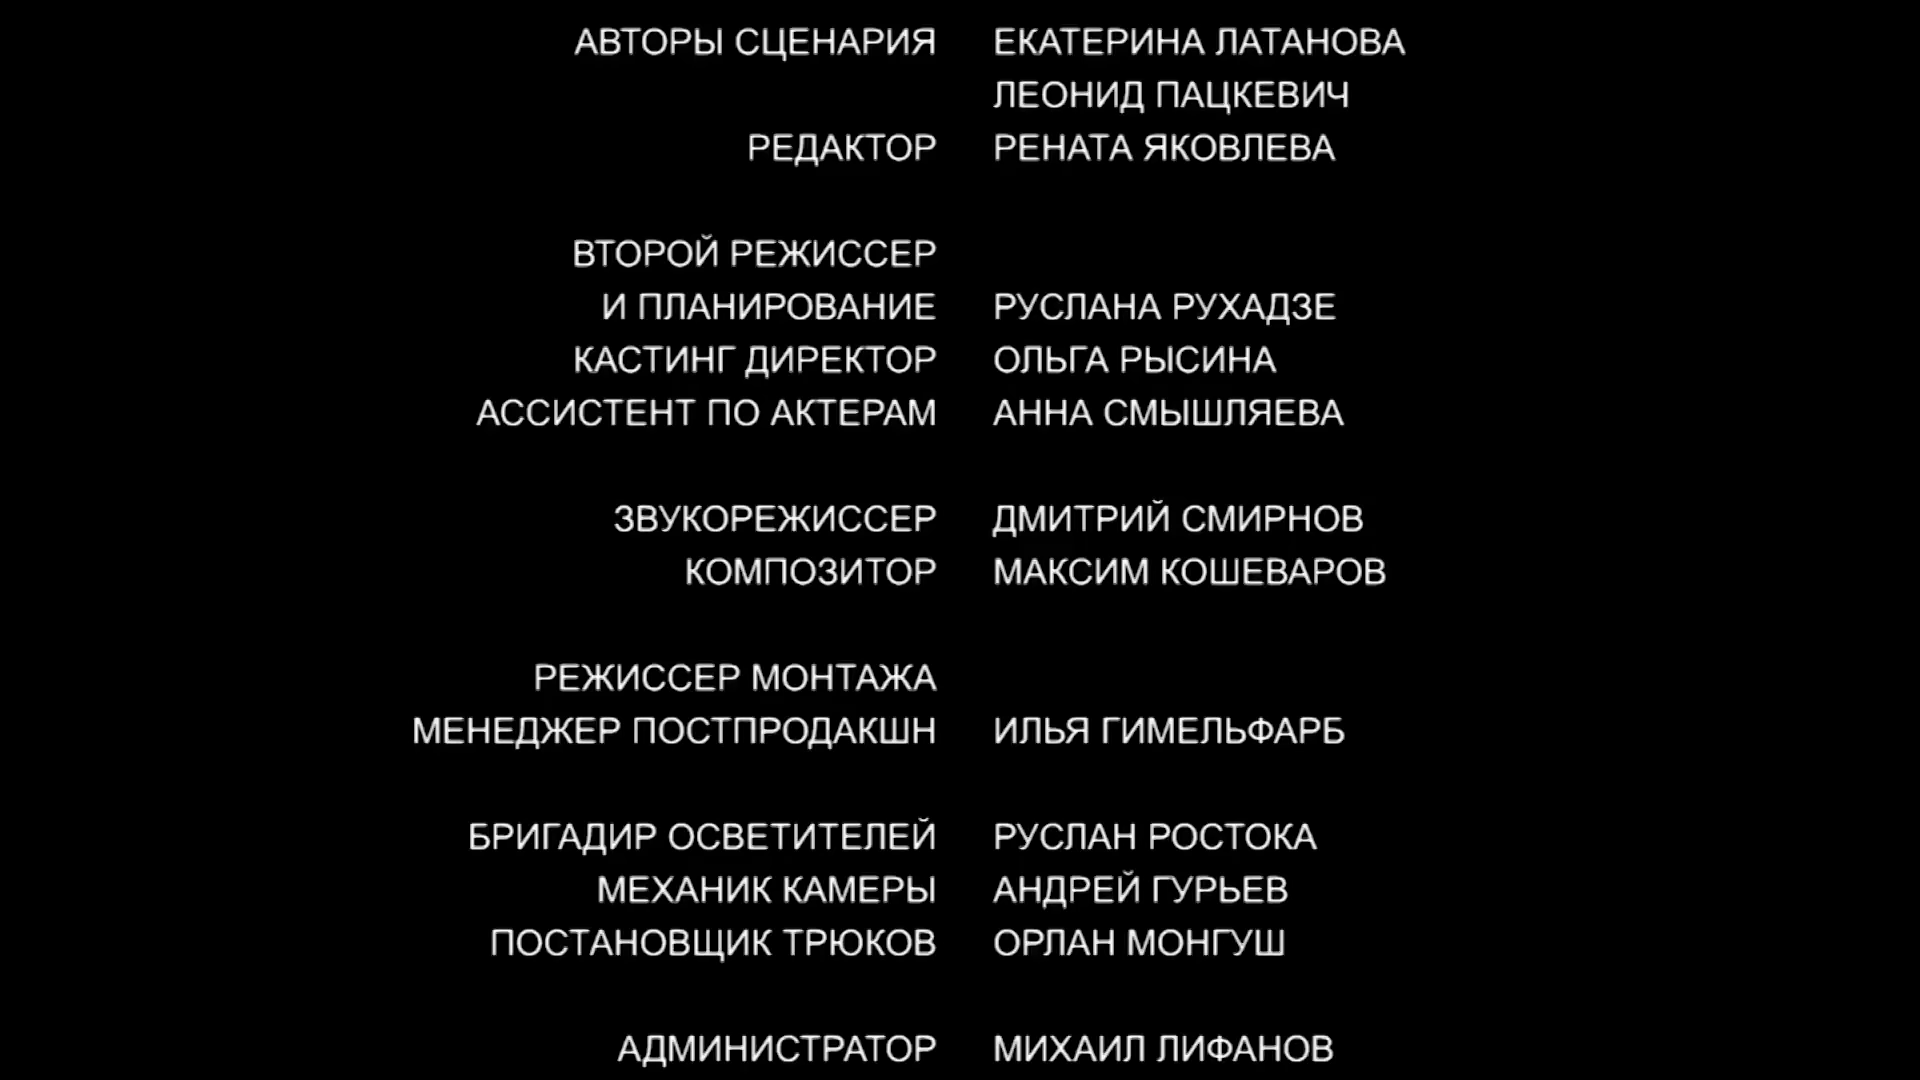 АВТОРЫ СЦЕНАРИЯ ЕКАТЕРИНА ЛАТАНОВА
ЛЕОНИД ПАЦКЕВИЧ
РЕДАКТОР РЕНАТА ЯКОВЛЕВА
ВТОРОЙ РЕЖИССЕР
И ПЛАНИРОВАНИЕ РУСЛАНА РУХАДЗЕ
КАСТИНГ ДИРЕКТОР ОЛЬГА РЫСИНА
АССИСТЕНТ ПО АКТЕРАМ АННА СМЫШЛЯЕВА
ЗВУКОРЕЖИССЕР ДМИТРИЙ СМИРНОВ
КОМПОЗИТОР МАКСИМ КОШЕВАРОВ
РЕЖИССЕР МОНТАЖА
МЕНЕДЖЕР ПОСТПРОДАКШН ИЛЬЯ ГИМЕЛЬФАРБ
БРИГАДИР ОСВЕТИТЕЛЕЙ РУСЛАН РОСТОКА
МЕХАНИК КАМЕРЫ АНДРЕЙ ГУРЬЕВ
ПОСТАНОВЩИК ТРЮКОВ ОРЛАН МОНГУШ
АДМИНИСТРАТОР МИХАИЛ ЛИФАНОВ